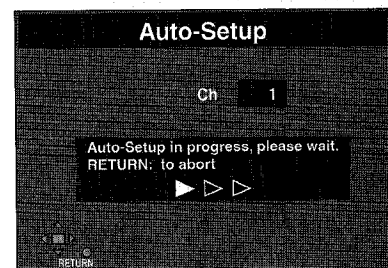 Auto-Setup
Ch 1
Auto-Setup in progress, please wait.
RETURN: to abort
RETURN